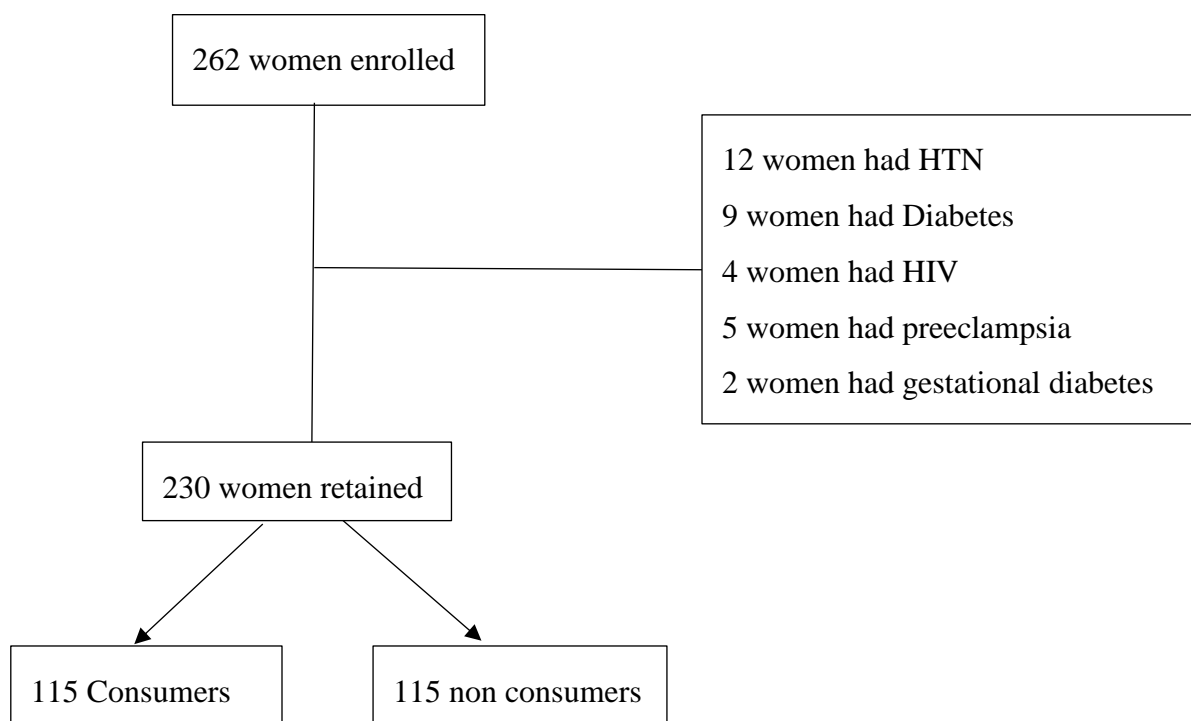 262 women enrolled
12 women had HTN
9 women had Diabetes
4 women had HIV
5 women had preeclampsia
2 women had gestational diabetes
230 women retained
115 Consumers
115 non consumers